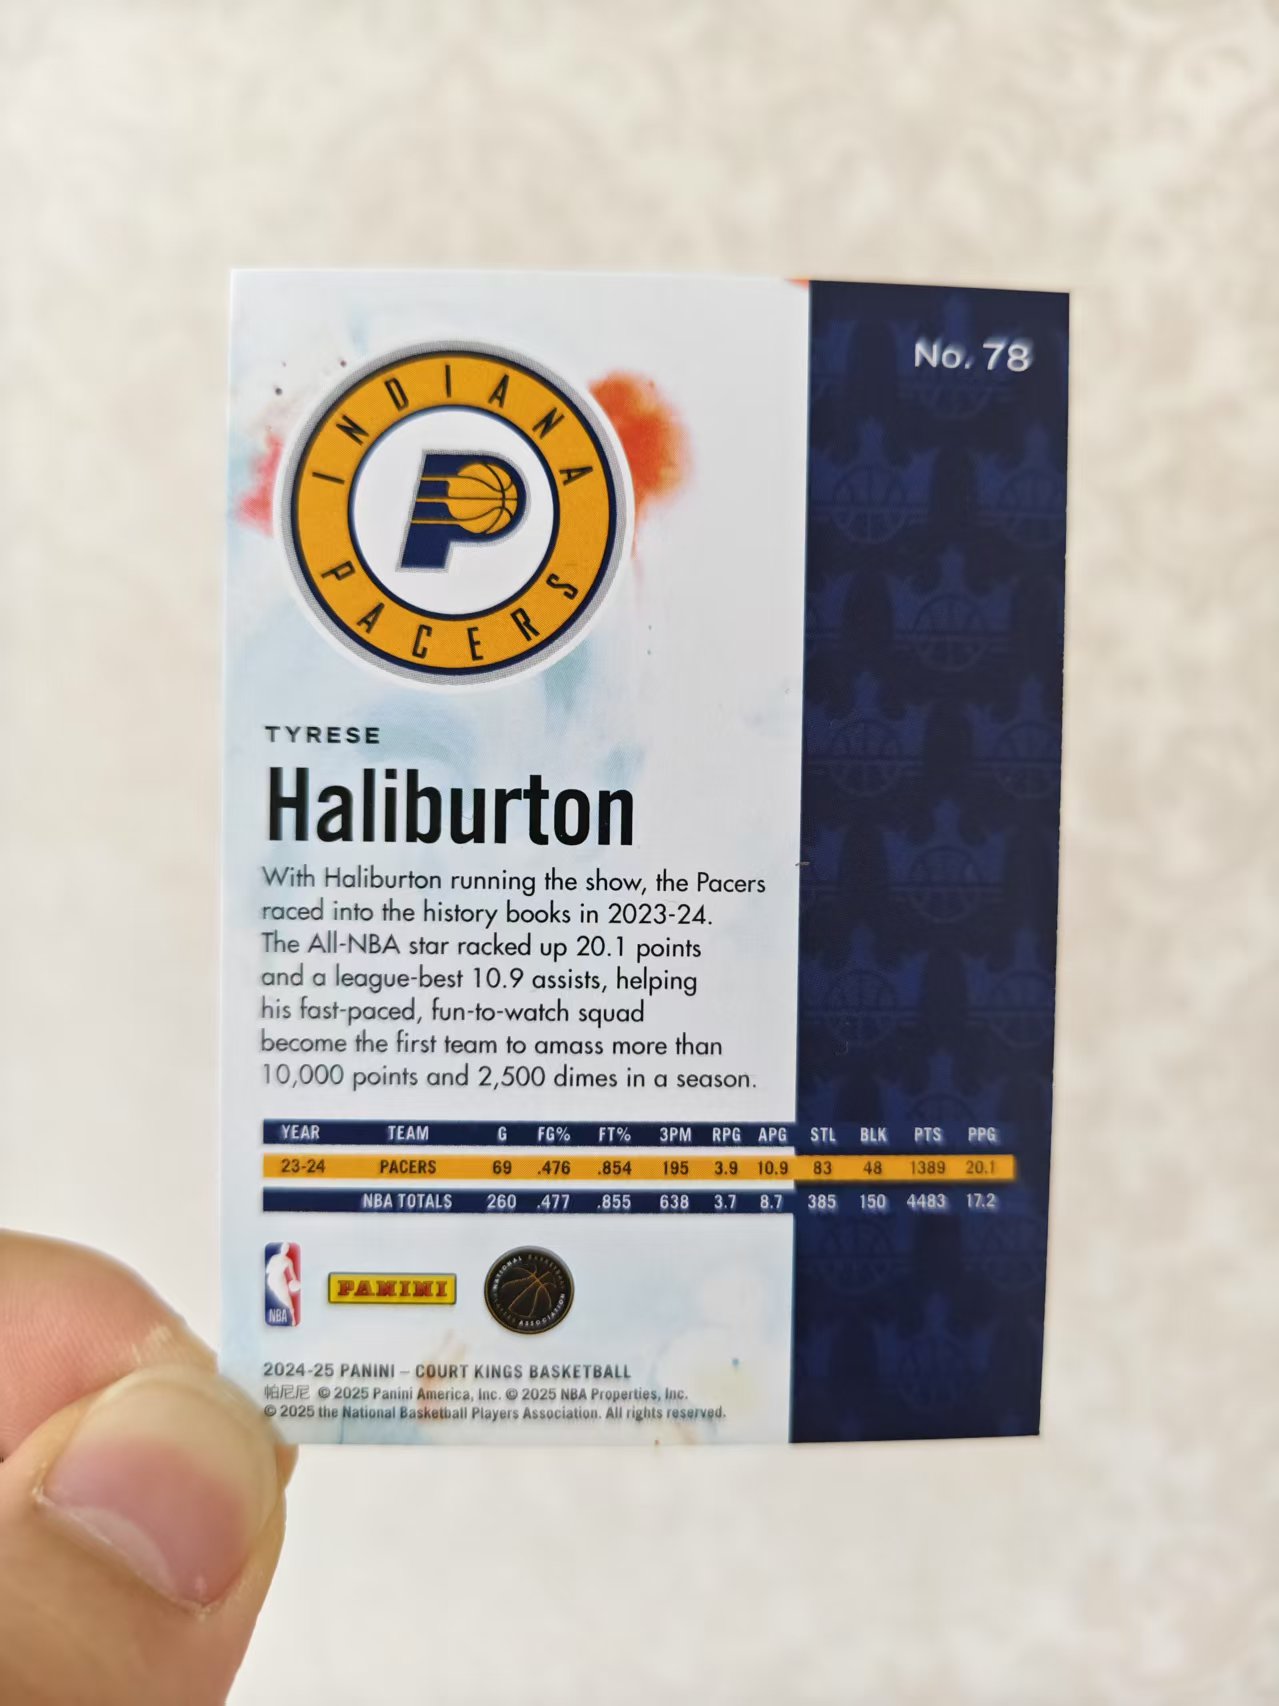 No. 78
INDIANA
PACERS
TYRESE
Haliburton
With Haliburton running the show, the Pacers
raced into the history books in 2023-24.
The All-NBA star racked up 20.1 points
and a league-best 10.9 assists, helping
his fast-paced, fun-to-watch squad
become the first team to amass more than
10,000 points and 2,500 dimes in a season.
YEAR TEAM G FG% FT% 3PM RPG APG STL BLK PTS PPG
23-24 PACERS 69 .476 .854 195 3.9 10.9 83 48 1389 20.1
NBA TOTALS 260 .477 .855 638 3.7 8.7 385 150 4483 17.2
NBA
PANINI
NATIONAL BASKETBALL
PLAYERS ASSOCIATION
2024-25 PANINI – COURT KINGS BASKETBALL
帕尼尼 © 2025 Panini America, Inc. © 2025 NBA Properties, Inc.
© 2025 the National Basketball Players Association. All rights reserved.